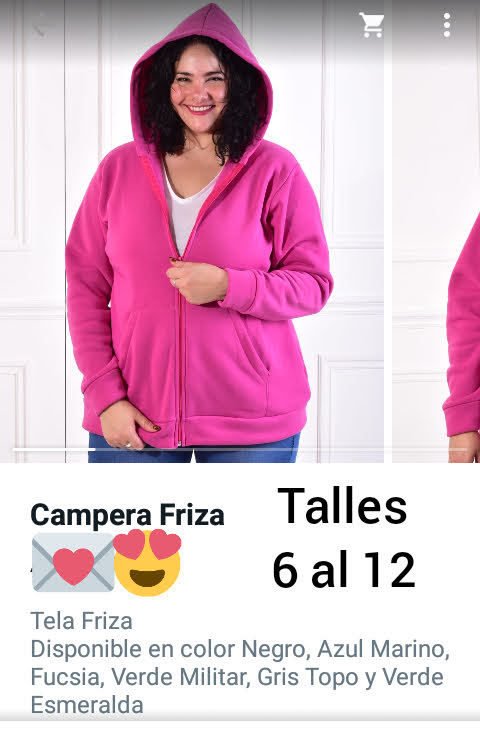 Campera Friza
Talles
6 al 12
Tela Friza
Disponible en color Negro, Azul Marino,
Fucsia, Verde Militar, Gris Topo y Verde
Esmeralda